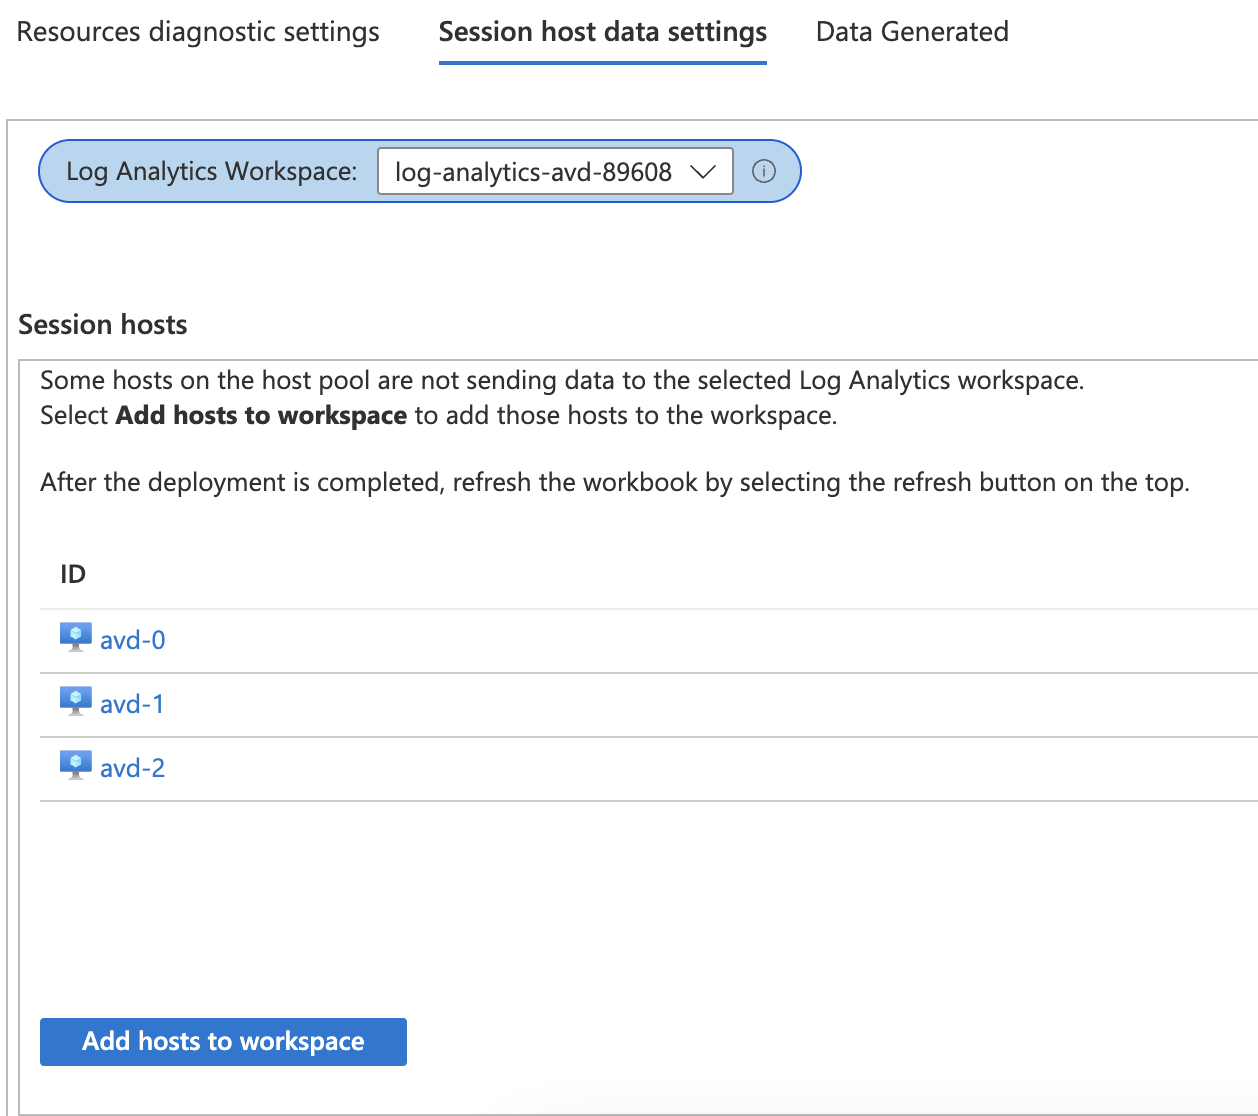 Resources diagnostic settings Session host data settings Data Generated
Log Analytics Workspace: log-analytics-avd-89608
Session hosts
Some hosts on the host pool are not sending data to the selected Log Analytics workspace.
Select Add hosts to workspace to add those hosts to the workspace.
After the deployment is completed, refresh the workbook by selecting the refresh button on the top.
ID
avd-0
avd-1
avd-2
Add hosts to workspace